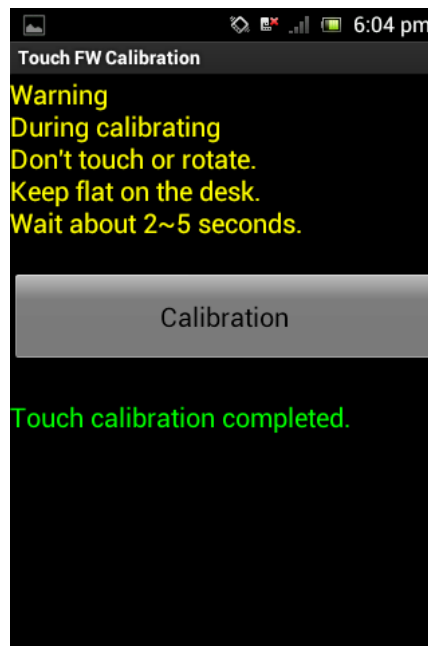 6:04 pm
Touch FW Calibration
Warning
During calibrating
Don't touch or rotate.
Keep flat on the desk.
Wait about 2~5 seconds.
Calibration
Touch calibration completed.